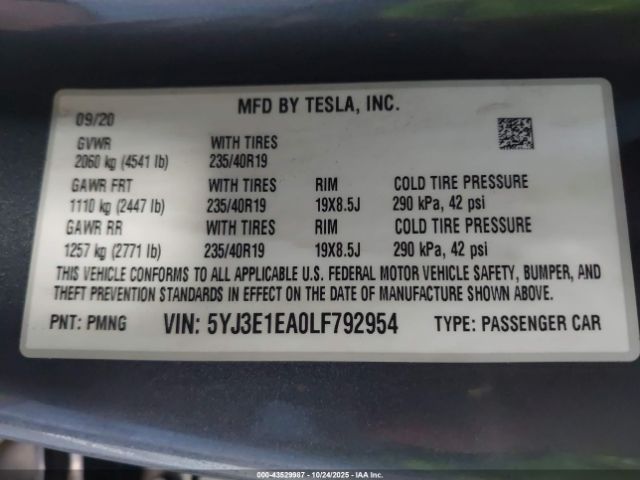 MFD BY TESLA, INC.
09/20
GVWR WITH TIRES
2060 kg (4541 lb) 235/40R19
GAWR FRT WITH TIRES RIM COLD TIRE PRESSURE
1110 kg (2447 lb) 235/40R19 19X8.5J 290 kPa, 42 psi
GAWR RR WITH TIRES RIM COLD TIRE PRESSURE
1257 kg (2771 lb) 235/40R19 19X8.5J 290 kPa, 42 psi
THIS VEHICLE CONFORMS TO ALL APPLICABLE U.S. FEDERAL MOTOR VEHICLE SAFETY, BUMPER, AND
THEFT PREVENTION STANDARDS IN EFFECT ON THE DATE OF MANUFACTURE SHOWN ABOVE.
PNT: PMNG VIN: 5YJ3E1EA0LF792954 TYPE: PASSENGER CAR
000-43529987 - 10/24/2025 - IAA Inc.